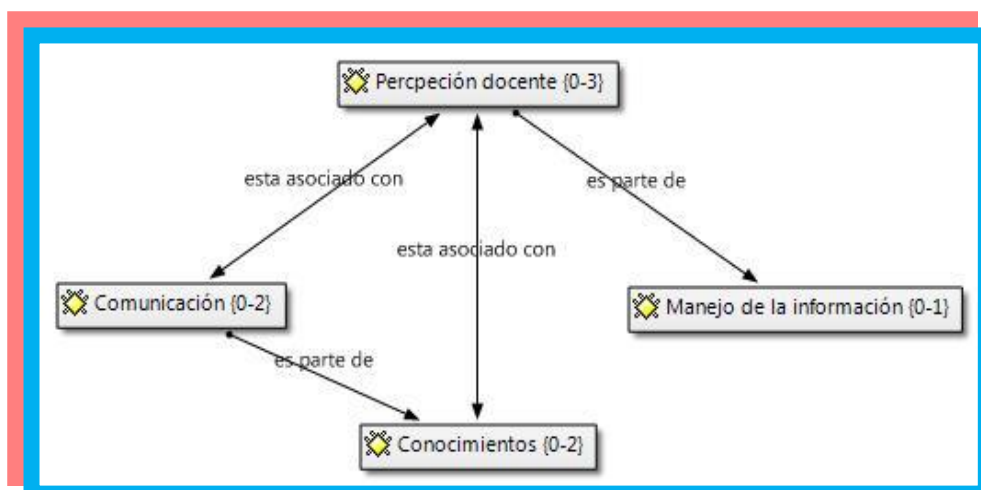 Percpeción docente {0-3}
esta asociado con
es parte de
esta asociado con
Comunicación {0-2}
Manejo de la información {0-1}
es parte de
Conocimientos {0-2}